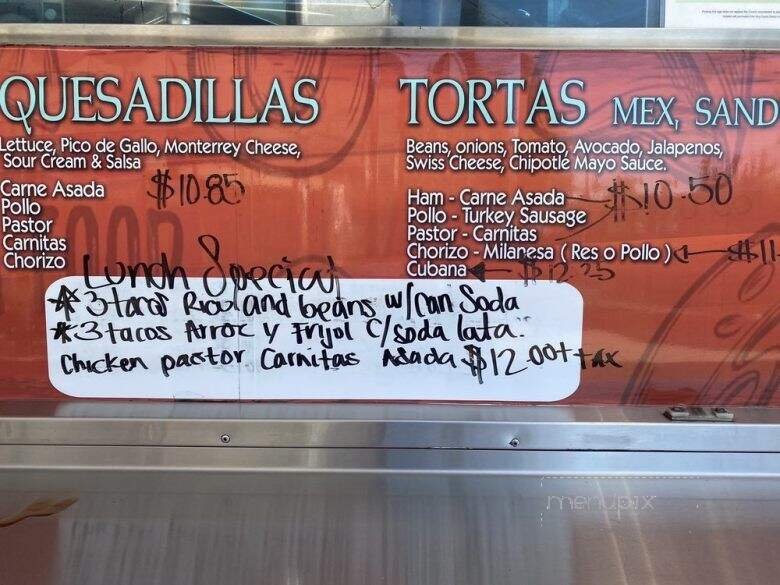 QUESADILLAS
Lettuce, Pico de Gallo, Monterrey Cheese,
Sour Cream & Salsa
Carne Asada $10.85
Pollo
Pastor
Carnitas
Chorizo
TORTAS MEX, SAND
Beans, onions, Tomato, Avocado, Jalapenos,
Swiss Cheese, Chipotle Mayo Sauce.
Ham - Carne Asada $10.50
Pollo - Turkey Sausage
Pastor - Carnitas
Chorizo - Milanesa ( Res o Pollo ) $11
Cubana $12.25
Lunch Special
* 3 tacos Rice and beans w/can Soda
* 3 tacos Arroz y Frijol c/soda lata.
Chicken pastor Carnitas Asada $12.00 + tax
menupix